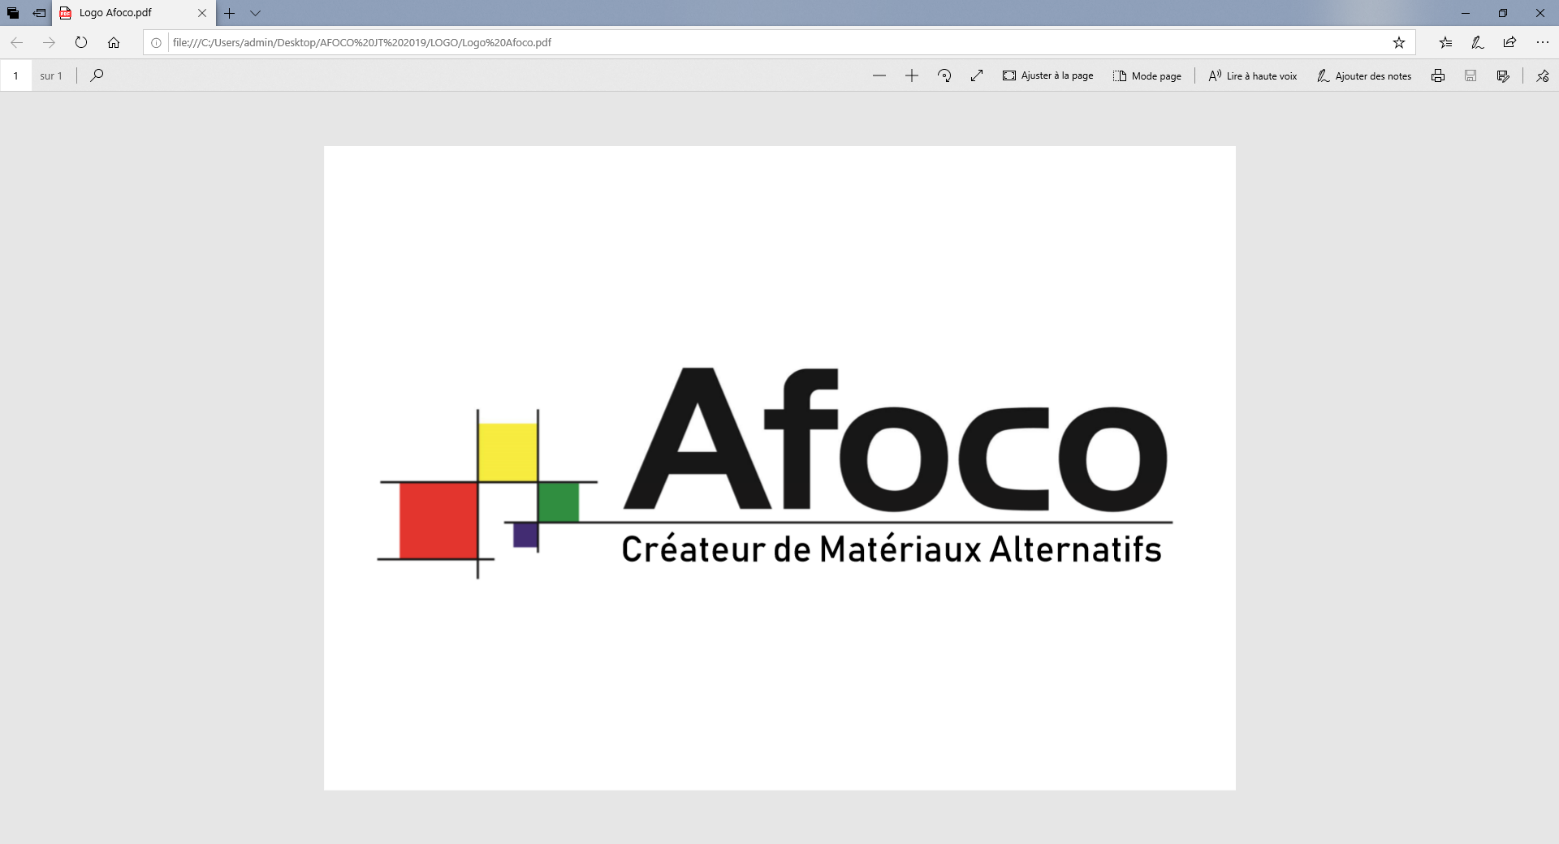 Logo Afoco.pdf
file:///C:/Users/admin/Desktop/AFOCO%20JT%202019/LOGO/Logo%20Afoco.pdf
1 sur 1 Ajuster à la page Mode page Lire à haute voix Ajouter des notes
Afoco
Créateur de Matériaux Alternatifs